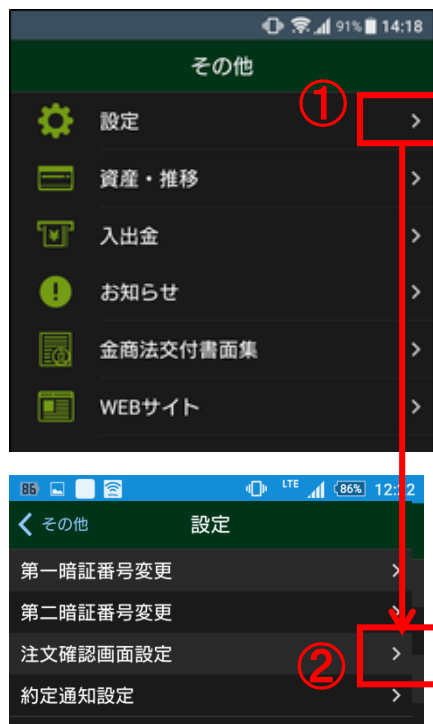 91% 14:18
その他
①
設定
資産・推移
入出金
お知らせ
金商法交付書面集
WEBサイト
86 LTE 86% 12:22
その他 設定
第一暗証番号変更
第二暗証番号変更
注文確認画面設定
②
約定通知設定